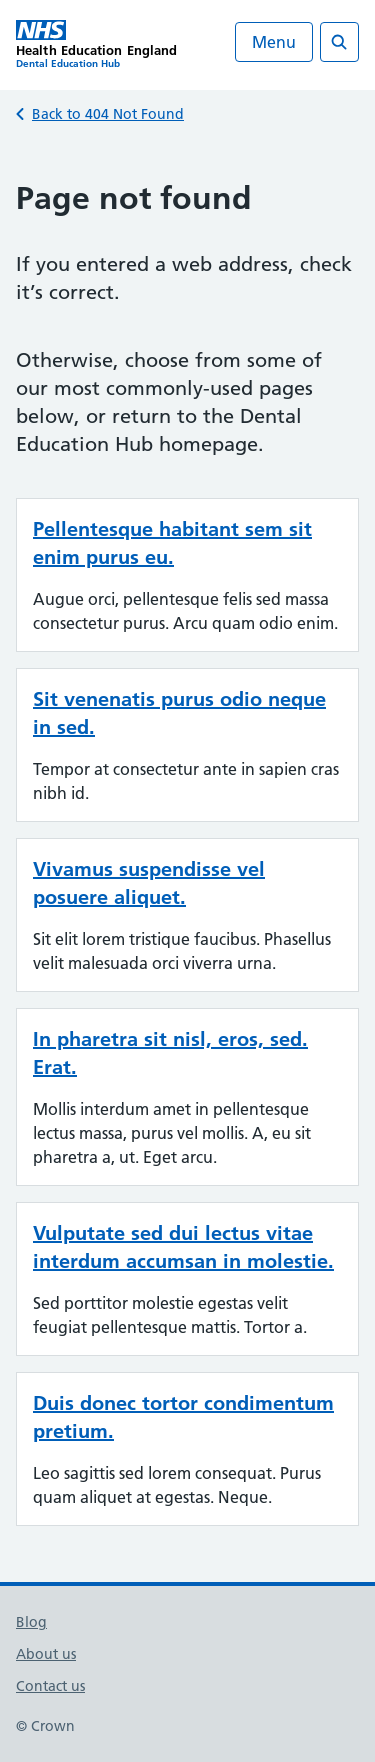 NHS
Health Education England
Dental Education Hub
Menu
Back to 404 Not Found
Page not found
If you entered a web address, check
it’s correct.
Otherwise, choose from some of
our most commonly-used pages
below, or return to the Dental
Education Hub homepage.
Pellentesque habitant sem sit
enim purus eu.
Augue orci, pellentesque felis sed massa
consectetur purus. Arcu quam odio enim.
Sit venenatis purus odio neque
in sed.
Tempor at consectetur ante in sapien cras
nibh id.
Vivamus suspendisse vel
posuere aliquet.
Sit elit lorem tristique faucibus. Phasellus
velit malesuada orci viverra urna.
In pharetra sit nisl, eros, sed.
Erat.
Mollis interdum amet in pellentesque
lectus massa, purus vel mollis. A, eu sit
pharetra a, ut. Eget arcu.
Vulputate sed dui lectus vitae
interdum accumsan in molestie.
Sed porttitor molestie egestas velit
feugiat pellentesque mattis. Tortor a.
Duis donec tortor condimentum
pretium.
Leo sagittis sed lorem consequat. Purus
quam aliquet at egestas. Neque.
Blog
About us
Contact us
© Crown